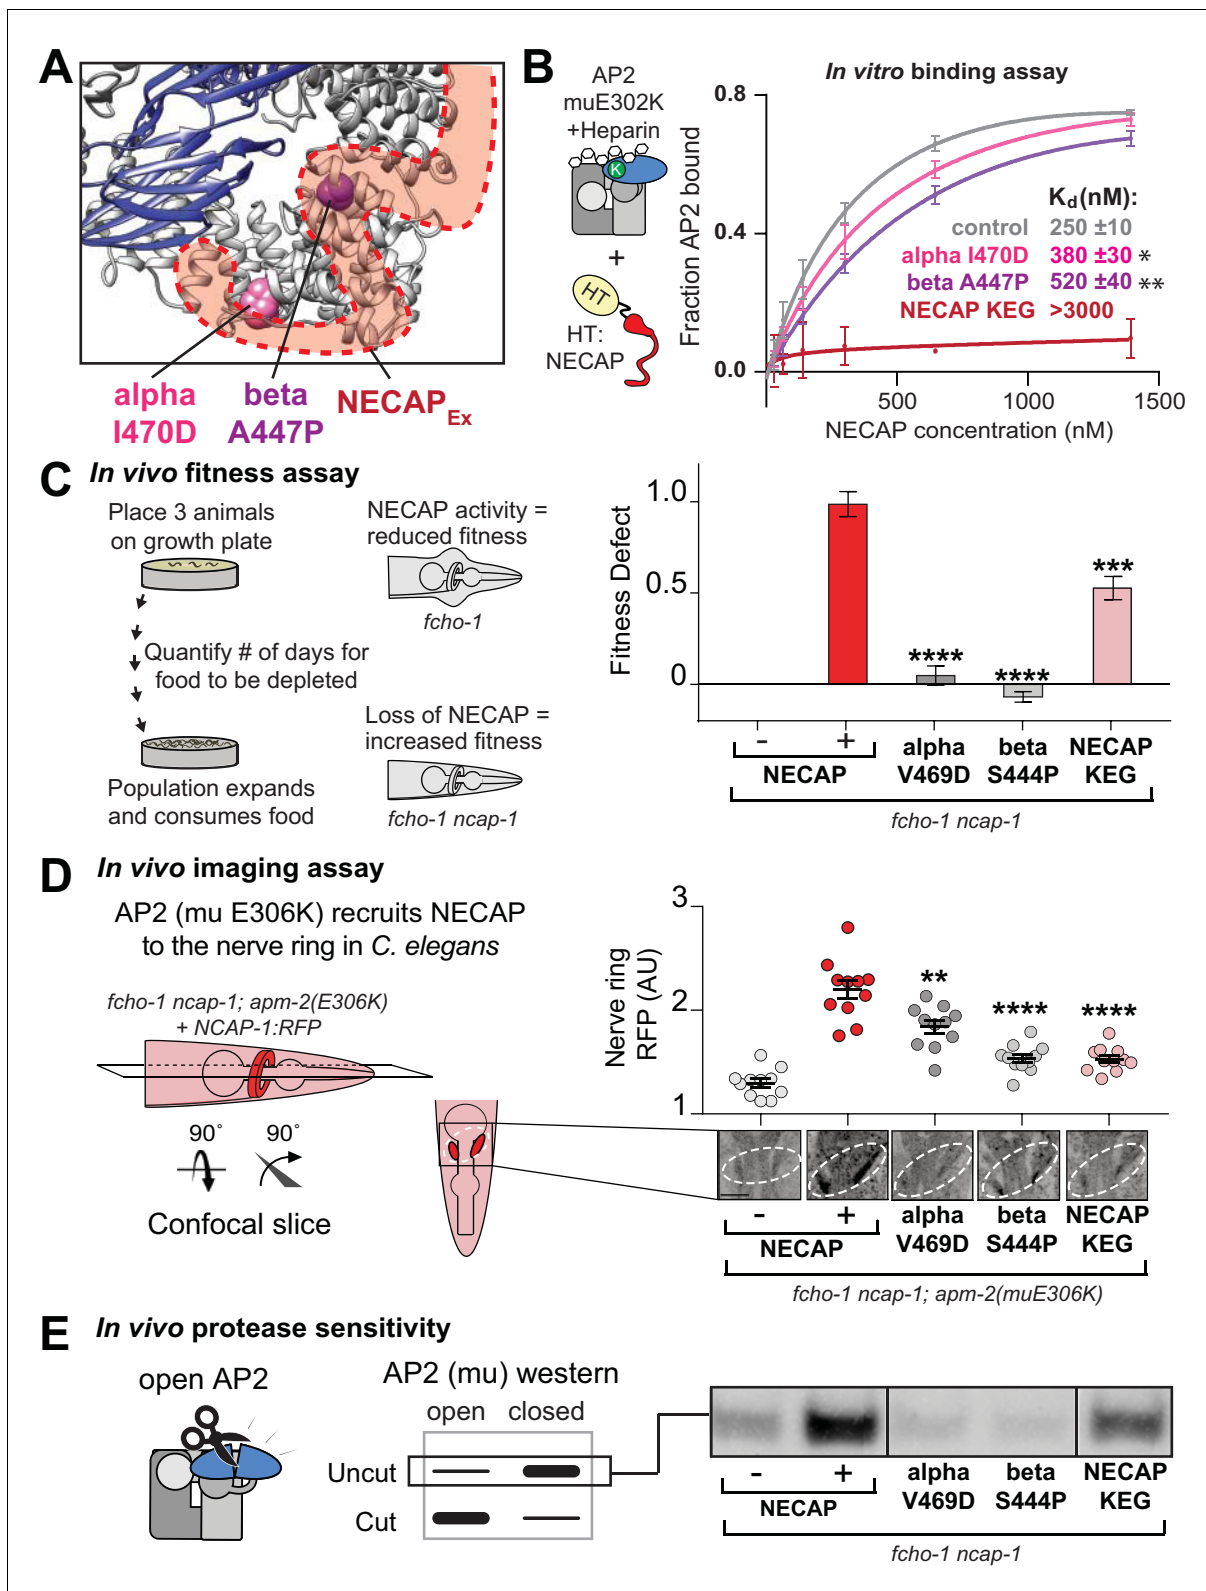 A
alpha
I470D
beta
A447P
NECAPEx
B
AP2
muE302K
+Heparin
K
+
HT
HT:
NECAP
In vitro binding assay
Fraction AP2 bound
0.8
0.4
0.0
500
1000
1500
NECAP concentration (nM)
Kd(nM):
control 250 ±10
alpha I470D 380 ±30 *
beta A447P 520 ±40 **
NECAP KEG >3000
C In vivo fitness assay
Place 3 animals
on growth plate
Quantify # of days for
food to be depleted
Population expands
and consumes food
NECAP activity =
reduced fitness
fcho-1
Loss of NECAP =
increased fitness
fcho-1 ncap-1
Fitness Defect
1.0
0.5
0
****
****
***
- + alpha beta NECAP
NECAP V469D S444P KEG
fcho-1 ncap-1
D In vivo imaging assay
AP2 (mu E306K) recruits NECAP
to the nerve ring in C. elegans
fcho-1 ncap-1; apm-2(E306K)
+ NCAP-1:RFP
90° 90°
Confocal slice
Nerve ring
RFP (AU)
3
2
1
**
****
****
- + alpha beta NECAP
NECAP V469D S444P KEG
fcho-1 ncap-1; apm-2(muE306K)
E In vivo protease sensitivity
open AP2
AP2 (mu) western
open closed
Uncut
Cut
- + alpha beta NECAP
NECAP V469D S444P KEG
fcho-1 ncap-1